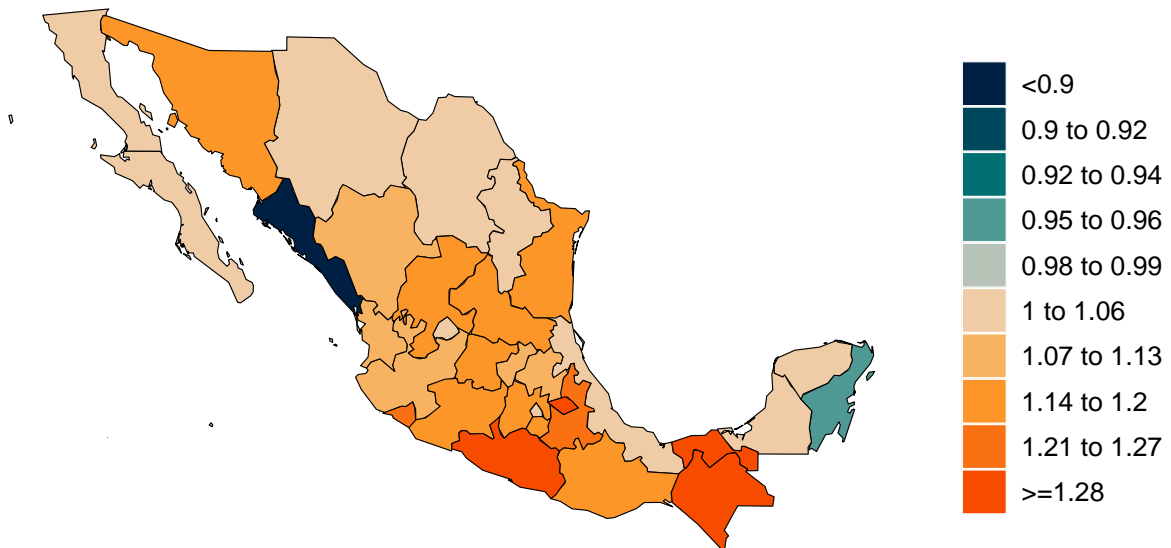 <0.9
0.9 to 0.92
0.92 to 0.94
0.95 to 0.96
0.98 to 0.99
1 to 1.06
1.07 to 1.13
1.14 to 1.2
1.21 to 1.27
>=1.28